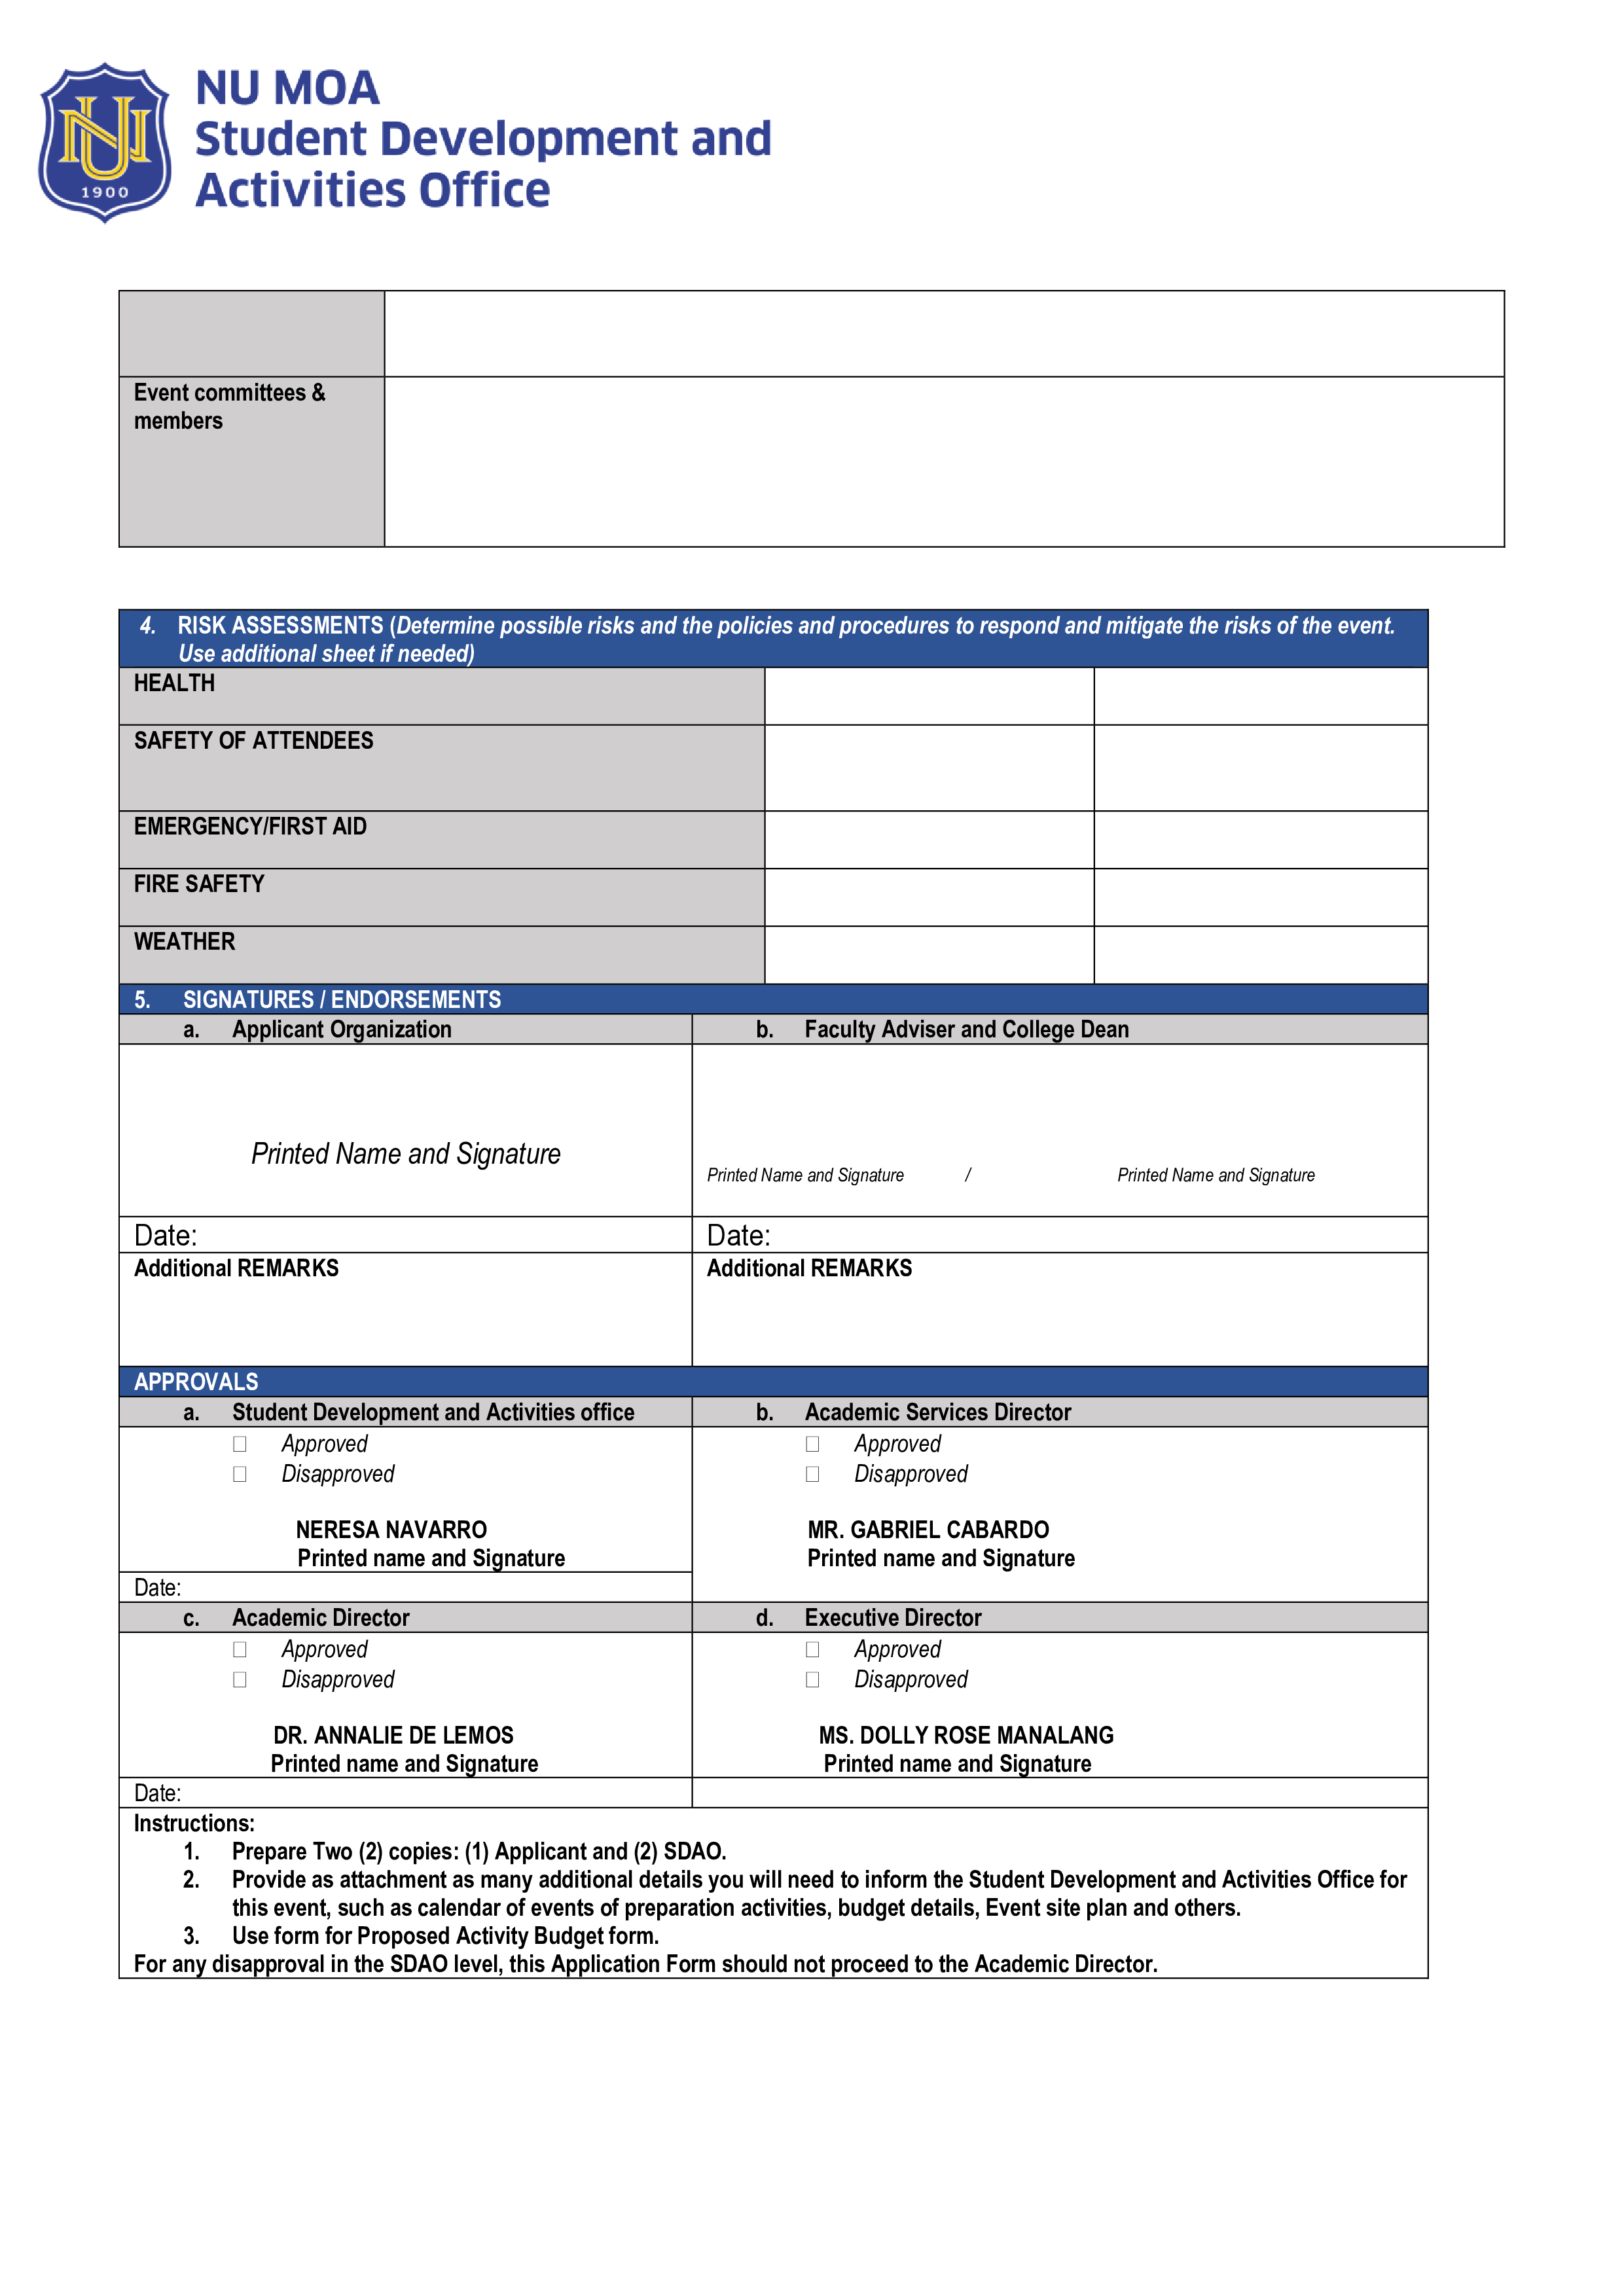 NU
1900
NU MOA
Student Development and
Activities Office
Event committees &
members
4. RISK ASSESSMENTS (Determine possible risks and the policies and procedures to respond and mitigate the risks of the event.
Use additional sheet if needed)
HEALTH
SAFETY OF ATTENDEES
EMERGENCY/FIRST AID
FIRE SAFETY
WEATHER
5. SIGNATURES / ENDORSEMENTS
a. Applicant Organization
b. Faculty Adviser and College Dean
Printed Name and Signature
Printed Name and Signature / Printed Name and Signature
Date:
Date:
Additional REMARKS
Additional REMARKS
APPROVALS
a. Student Development and Activities office
b. Academic Services Director
☐ Approved
☐ Disapproved
NERESA NAVARRO
Printed name and Signature
Date:
☐ Approved
☐ Disapproved
MR. GABRIEL CABARDO
Printed name and Signature
c. Academic Director
d. Executive Director
☐ Approved
☐ Disapproved
DR. ANNALIE DE LEMOS
Printed name and Signature
Date:
☐ Approved
☐ Disapproved
MS. DOLLY ROSE MANALANG
Printed name and Signature
Instructions:
1. Prepare Two (2) copies: (1) Applicant and (2) SDAO.
2. Provide as attachment as many additional details you will need to inform the Student Development and Activities Office for
this event, such as calendar of events of preparation activities, budget details, Event site plan and others.
3. Use form for Proposed Activity Budget form.
For any disapproval in the SDAO level, this Application Form should not proceed to the Academic Director.